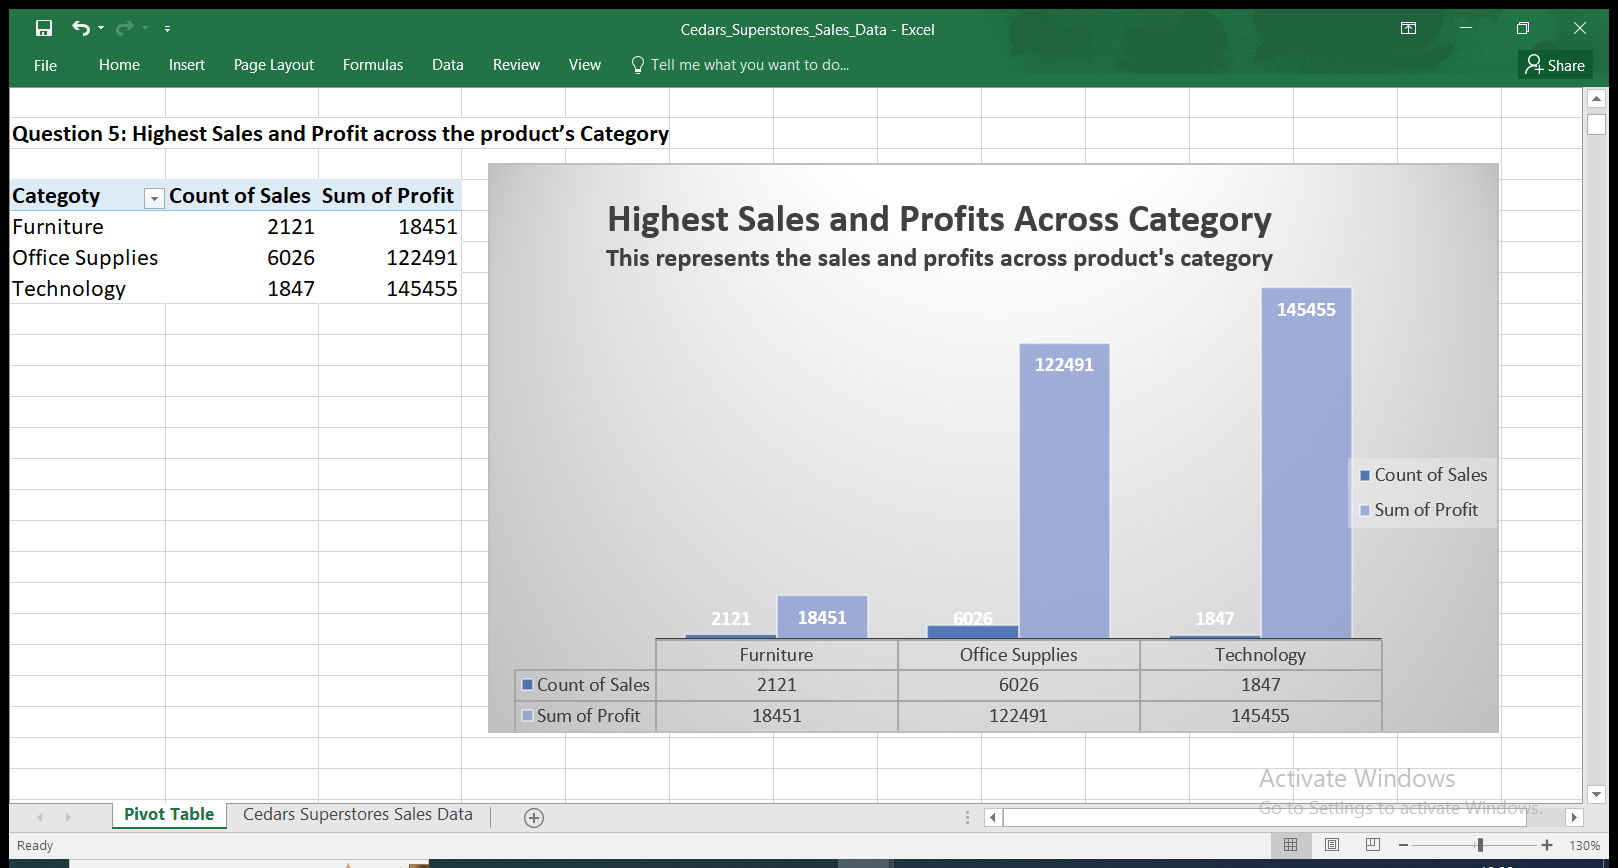 Cedars_Superstores_Sales_Data - Excel
File Home Insert Page Layout Formulas Data Review View Tell me what you want to do... Share
Question 5: Highest Sales and Profit across the product’s Category
Categoty Count of Sales Sum of Profit
Furniture 2121 18451
Office Supplies 6026 122491
Technology 1847 145455
Highest Sales and Profits Across Category
This represents the sales and profits across product's category
145455
122491
Count of Sales
Sum of Profit
2121 18451 6026 1847
Furniture Office Supplies Technology
Count of Sales 2121 6026 1847
Sum of Profit 18451 122491 145455
Activate Windows
Go to Settings to activate Windows.
Pivot Table Cedars Superstores Sales Data
Ready 130%